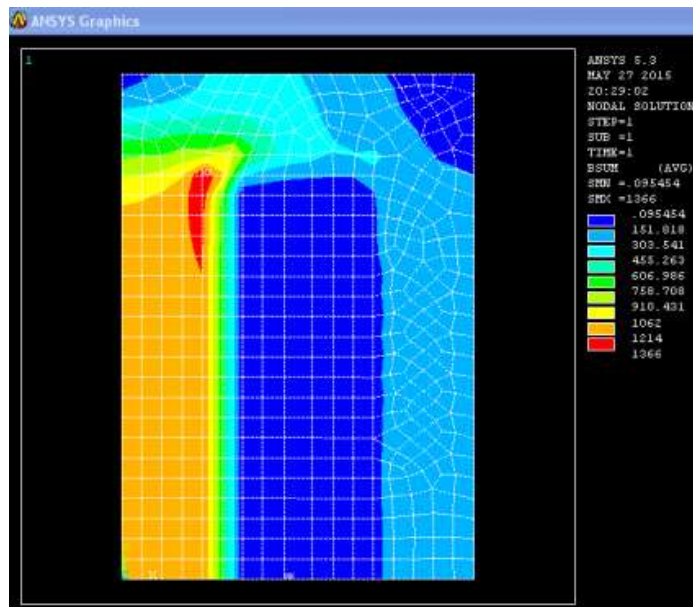 ANSYS Graphics
1
ANSYS 5.3
MAY 27 2015
20:29:02
NODAL SOLUTION
STEP=1
SUB =1
TIME=1
BSUM (AVG)
SMN =.095454
SMX =1366
.095454
151.818
303.541
455.263
606.986
758.708
910.431
1062
1214
1366